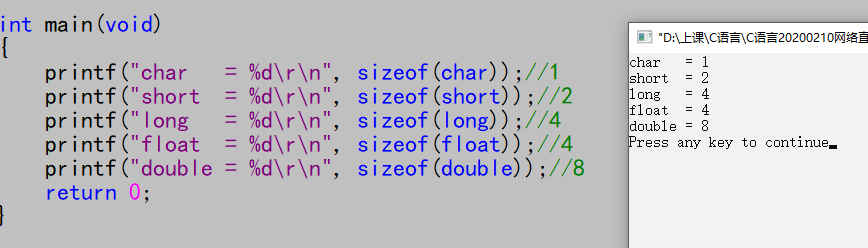 int main(void)
{
    printf("char   = %d\r\n", sizeof(char));//1
    printf("short  = %d\r\n", sizeof(short));//2
    printf("long   = %d\r\n", sizeof(long));//4
    printf("float  = %d\r\n", sizeof(float));//4
    printf("double = %d\r\n", sizeof(double));//8
    return 0;
}
"D:\上课\C语言\C语言20200210网络直
char   = 1
short  = 2
long   = 4
float  = 4
double = 8
Press any key to continue